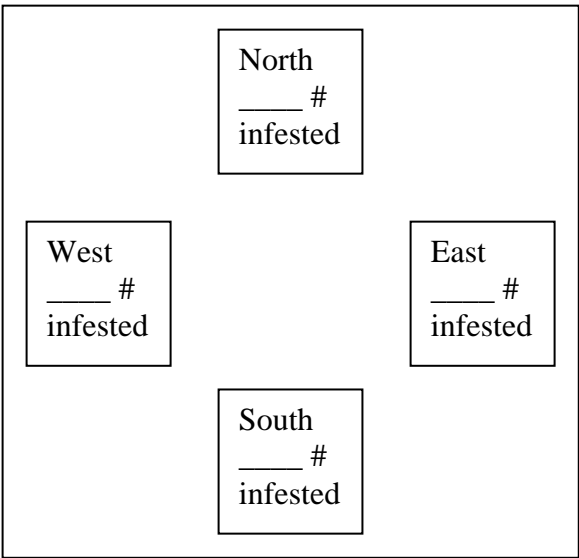 North
____ #
infested
West
____ #
infested
East
____ #
infested
South
____ #
infested